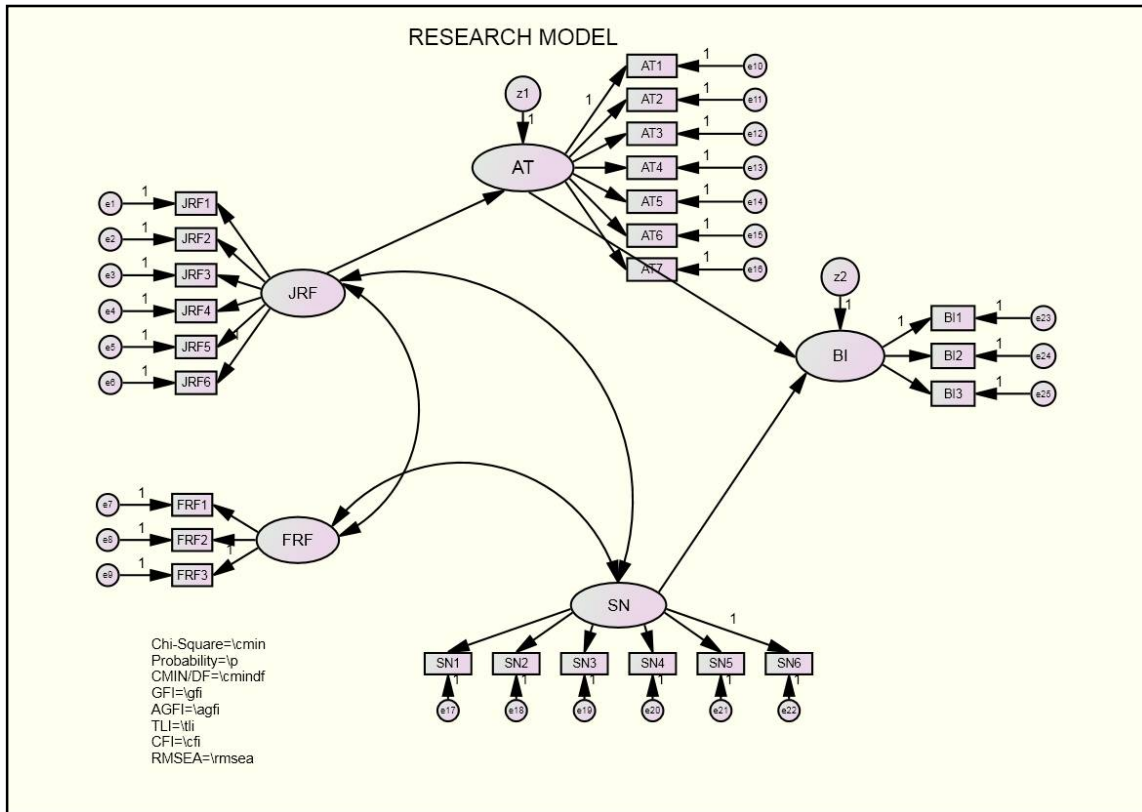 RESEARCH MODEL
z1
1
AT
1
AT1
1
e10
AT2
1
e11
AT3
1
e12
AT4
1
e13
AT5
1
e14
AT6
1
e15
AT7
1
e16
e1
1
JRF1
e2
1
JRF2
e3
1
JRF3
e4
1
JRF4
e5
1
JRF5
e6
1
JRF6
JRF
1
z2
1
BI
1
BI1
1
e23
BI2
1
e24
BI3
1
e25
e7
1
FRF1
e8
1
FRF2
e9
1
FRF3
FRF
1
SN
1
SN1
SN2
SN3
SN4
SN5
SN6
1
1
1
1
1
1
e17
e18
e19
e20
e21
e22
Chi-Square=\cmin
Probability=\p
CMIN/DF=\cmindf
GFI=\gfi
AGFI=\agfi
TLI=\tli
CFI=\cfi
RMSEA=\rmsea